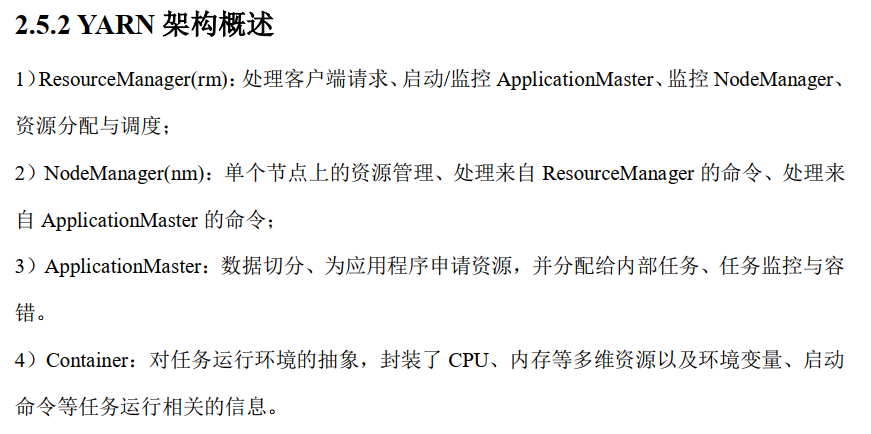 2.5.2 YARN 架构概述
1）ResourceManager(rm)：处理客户端请求、启动/监控 ApplicationMaster、监控 NodeManager、
资源分配与调度；
2）NodeManager(nm)：单个节点上的资源管理、处理来自 ResourceManager 的命令、处理来
自 ApplicationMaster 的命令；
3）ApplicationMaster：数据切分、为应用程序申请资源，并分配给内部任务、任务监控与容
错。
4）Container：对任务运行环境的抽象，封装了 CPU、内存等多维资源以及环境变量、启动
命令等任务运行相关的信息。